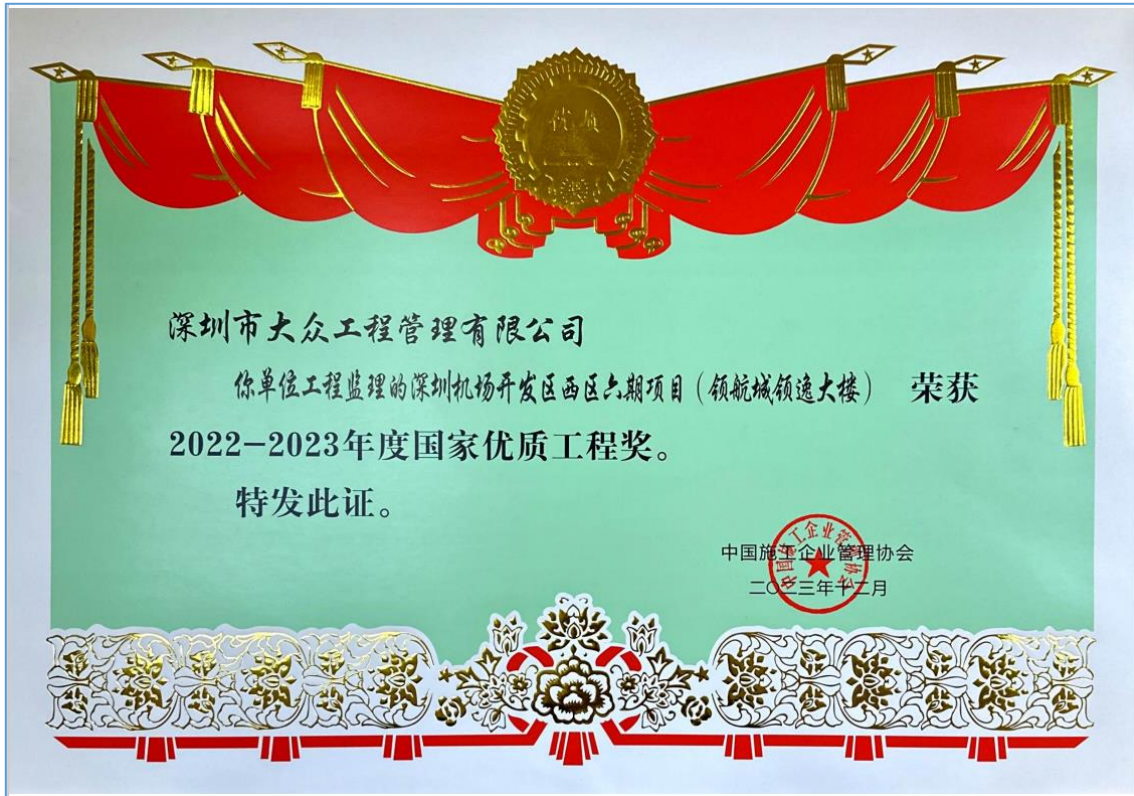 深圳市大众工程管理有限公司
你单位工程监理的深圳机场开发区西区六期项目（领航城领逸大楼） 荣获
2022-2023年度国家优质工程奖。
特发此证。
中国施工企业管理协会
二〇二三年十二月